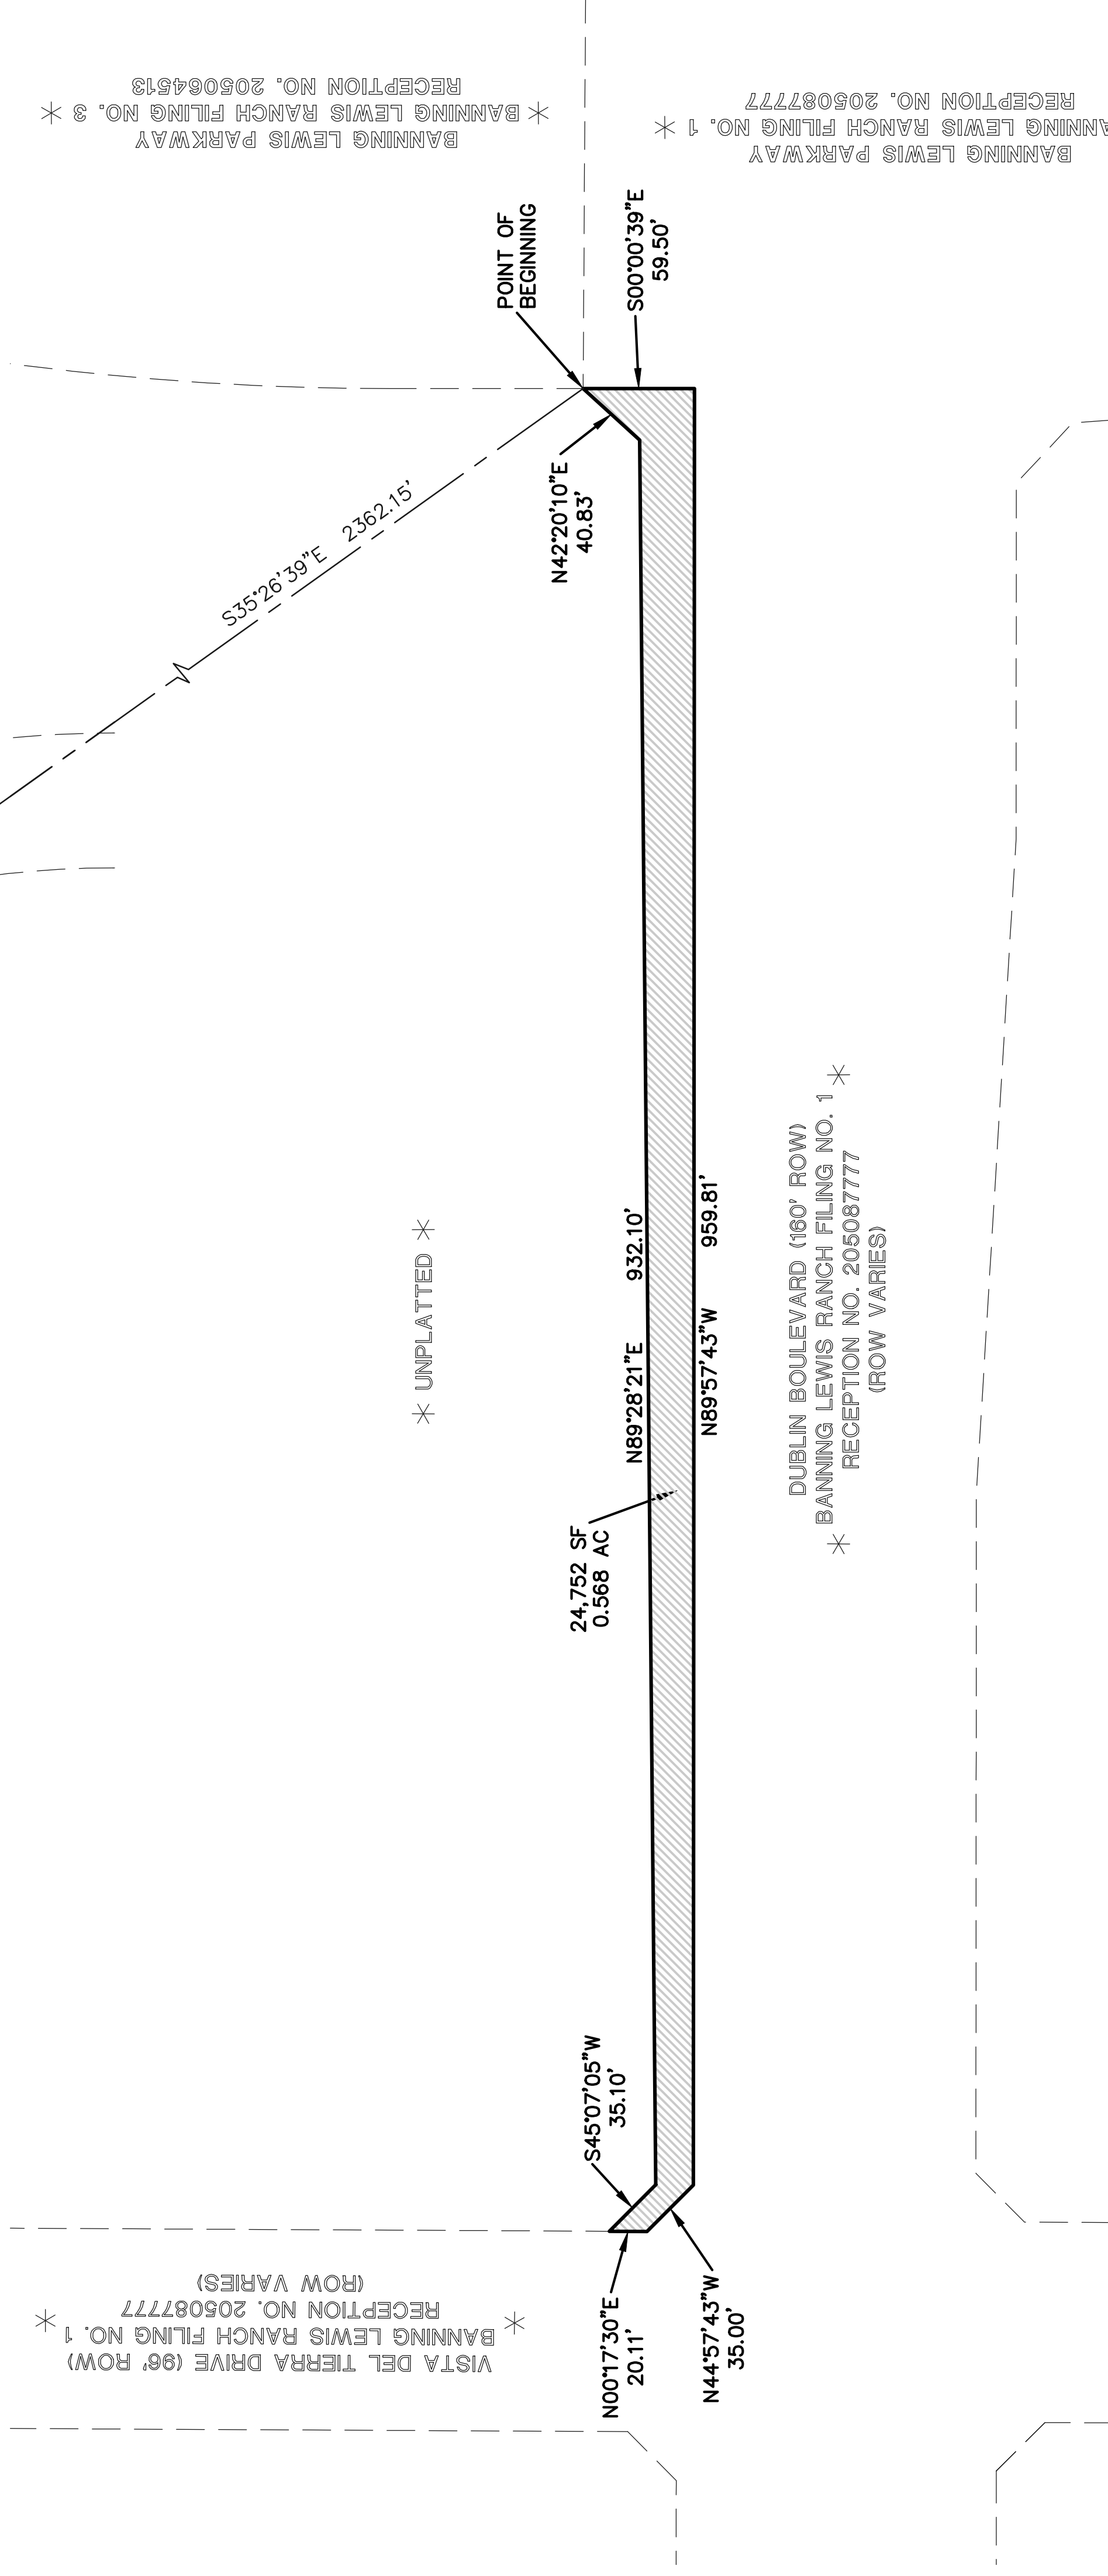 BANNING LEWIS PARKWAY
* BANNING LEWIS RANCH FILING NO. 3 *
RECEPTION NO. 205064513
BANNING LEWIS PARKWAY
BANNING LEWIS RANCH FILING NO. 1 *
RECEPTION NO. 205087777
POINT OF
BEGINNING
S00°00'39"E
59.50'
N42°20'10"E
40.83'
S35°26'39"E 2362.15'
* UNPLATTED *
N89°28'21"E 932.10'
N89°57'43"W 959.81'
24,752 SF
0.568 AC
DUBLIN BOULEVARD (160' ROW)
* BANNING LEWIS RANCH FILING NO. 1 *
RECEPTION NO. 205087777
(ROW VARIES)
S45°07'05"W
35.10'
N00°17'30"E
20.11'
N44°57'43"W
35.00'
VISTA DEL TIERRA DRIVE (96' ROW)
* BANNING LEWIS RANCH FILING NO. 1 *
RECEPTION NO. 205087777
(ROW VARIES)